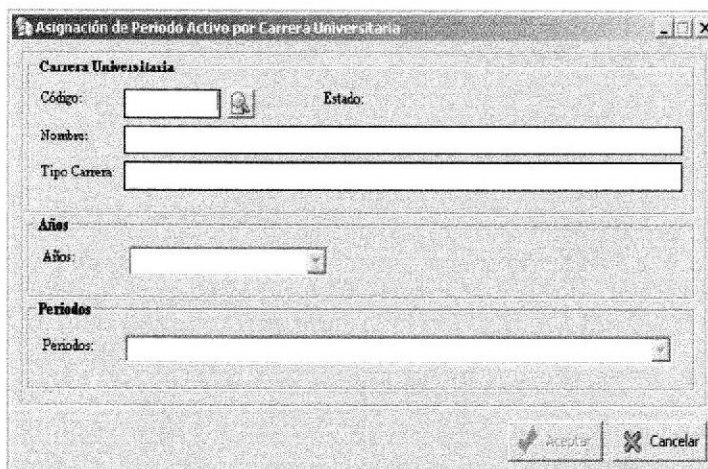 Asignación de Periodo Activo por Carrera Universitaria
Carrera Universitaria
Código:
Estado:
Nombre:
Tipo Carrera:
Años
Años:
Periodos
Periodos:
Aceptar
Cancelar